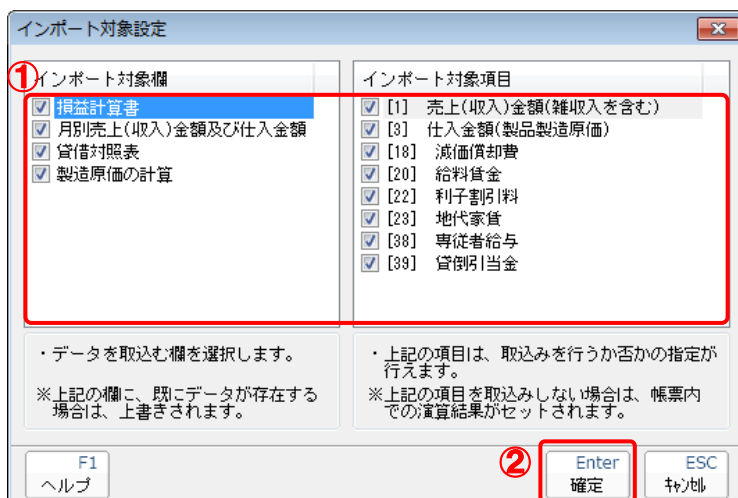 インポート対象設定
①
インポート対象欄
損益計算書
月別売上(収入)金額及び仕入金額
貸借対照表
製造原価の計算
インポート対象項目
[1] 売上(収入)金額(雑収入を含む)
[3] 仕入金額(製品製造原価)
[18] 減価償却費
[20] 給料賃金
[22] 利子割引料
[23] 地代家賃
[38] 専従者給与
[39] 貸倒引当金
・データを取込む欄を選択します。
※上記の欄に、既にデータが存在する
場合は、上書きされます。
・上記の項目は、取込みを行うか否かの指定が
行えます。
※上記の項目を取込みしない場合は、帳票内
での演算結果がセットされます。
F1
ヘルプ
②
Enter
確定
ESC
ｷｬﾝｾﾙ